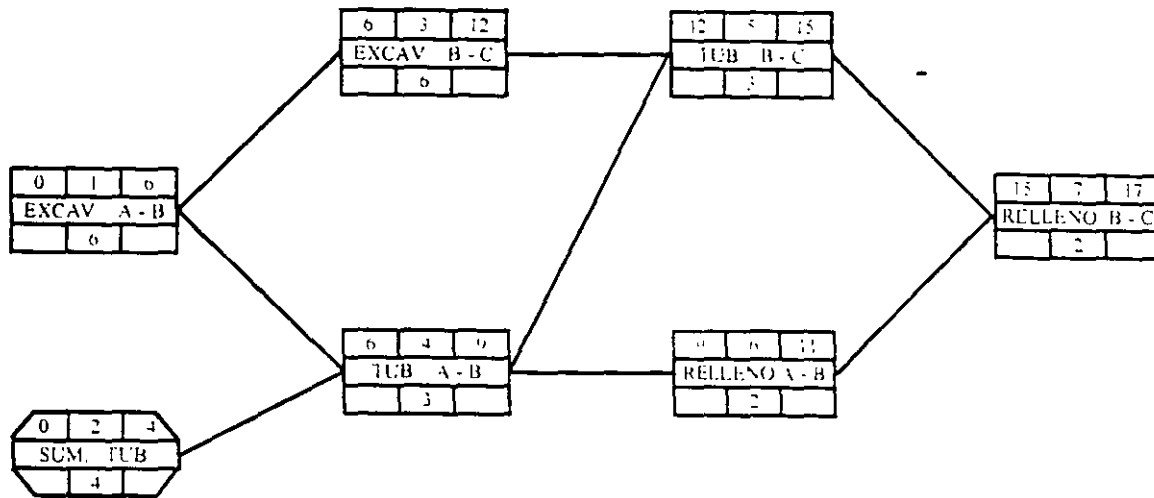 6 3 12
EXCAV B - C
6
12 5 15
TUB B - C
3
0 1 6
EXCAV A - B
6
15 7 17
RELLENO B - C
2
6 4 9
TUB A - B
3
9 6 11
RELLENO A - B
2
0 2 4
SUM. TUB
4